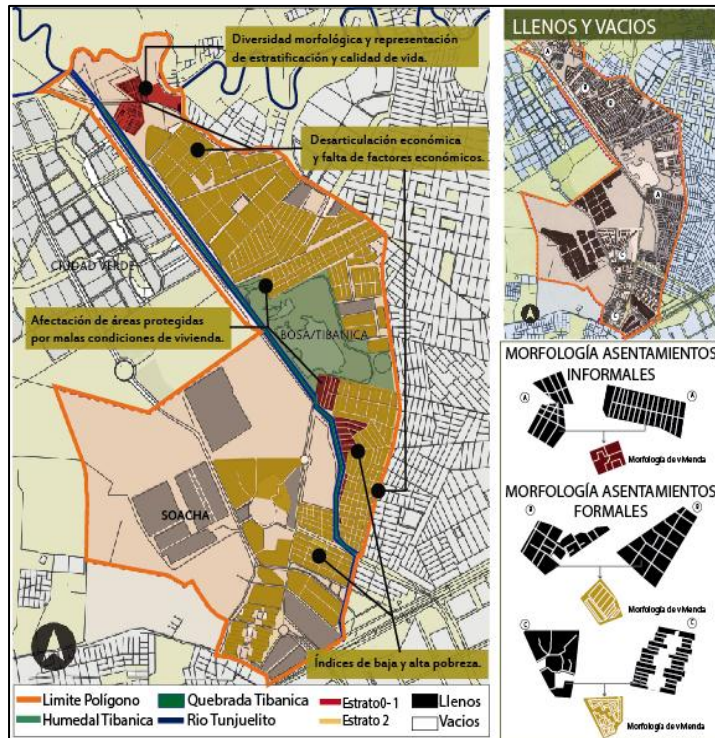 Diversidad morfológica y representación
de estratificación y calidad de vida.
Desarticulación económica
y falta de factores económicos.
CIUDAD VERDE
Afectación de áreas protegidas
por malas condiciones de vivienda.
BOSA/TIBANICA
SOACHA
Índices de baja y alta pobreza.
Limite Polígono
Quebrada Tibanica
Estrato0-1
Llenos
Humedal Tibanica
Rio Tunjuelito
Estrato 2
Vacios
LLENOS Y VACIOS
A
B
B
A
C
C
MORFOLOGÍA ASENTAMIENTOS
INFORMALES
A
A
Morfología de vivienda
MORFOLOGÍA ASENTAMIENTOS
FORMALES
B
B
Morfología de vivienda
C
C
Morfología de vivienda